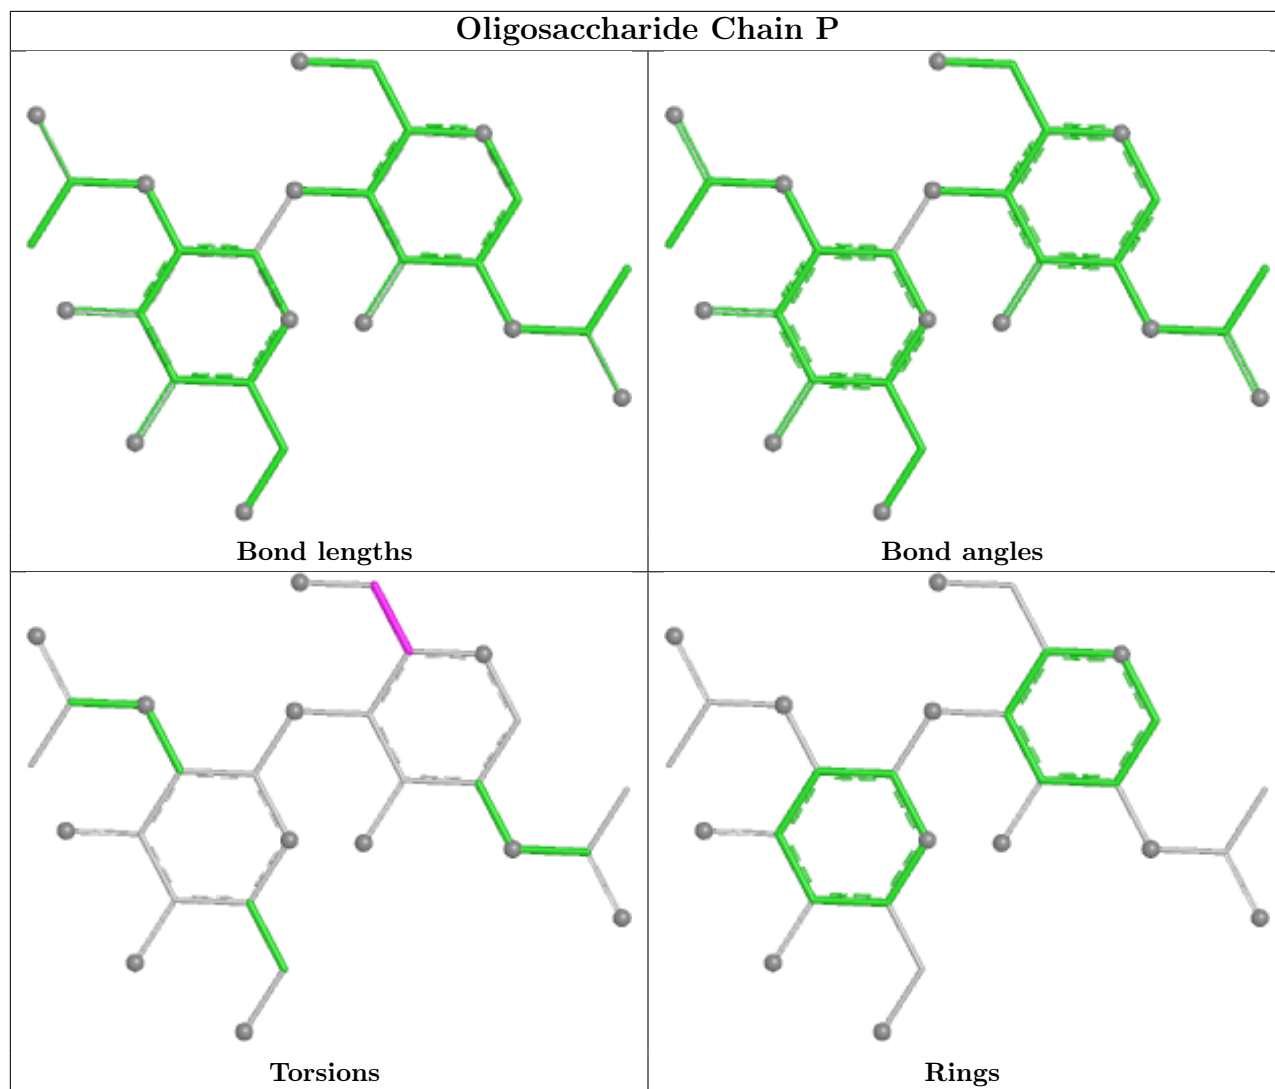 Oligosaccharide Chain P
Bond lengths
Bond angles
Torsions
Rings